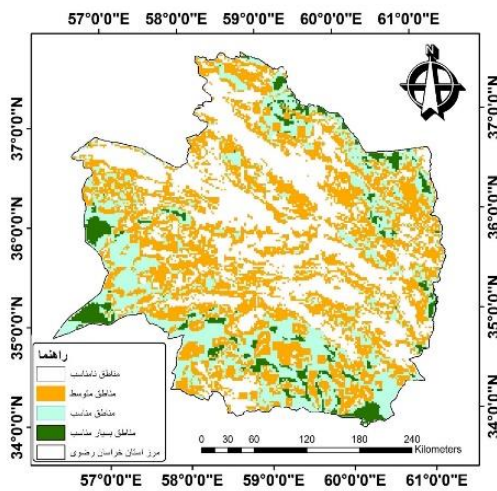 57°0'0"E 58°0'0"E 59°0'0"E 60°0'0"E 61°0'0"E
N
37°0'0"N
36°0'0"N
35°0'0"N
34°0'0"N
37°0'0"N
36°0'0"N
35°0'0"N
34°0'0"N
راهنما
مناطق نامناسب
مناطق متوسط
مناطق مناسب
مناطق بسیار مناسب
مرز استان خراسان رضوی
0 30 60 120 180 240
Kilometers
57°0'0"E 58°0'0"E 59°0'0"E 60°0'0"E 61°0'0"E